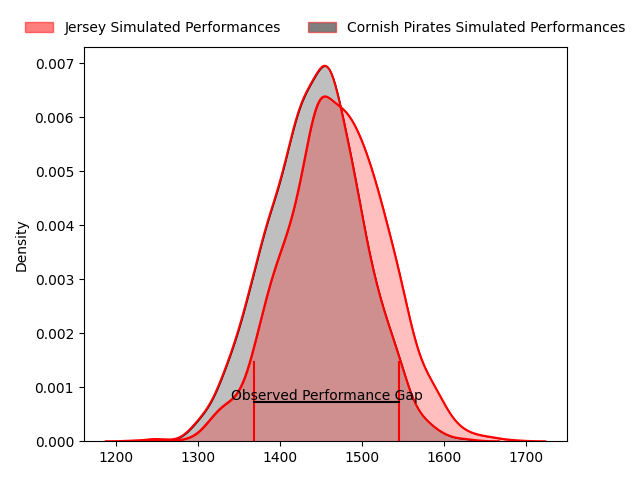 Jersey Simulated Performances
Cornish Pirates Simulated Performances
0.007
0.006
0.005
0.004
0.003
0.002
0.001
0.000
Density
Observed Performance Gap
1200 1300 1400 1500 1600 1700